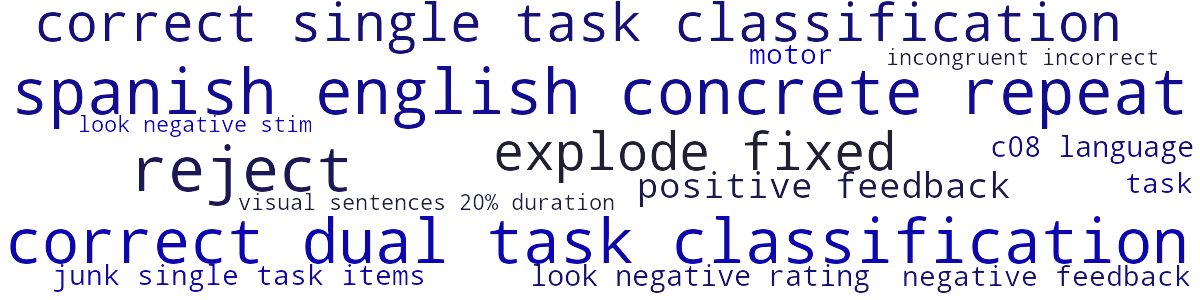 correct single task classification
motor
incongruent incorrect
spanish english concrete repeat
look negative stim
explode fixed
c08 language
reject
positive feedback
task
visual sentences 20% duration
correct dual task classification
junk single task items
look negative rating
negative feedback